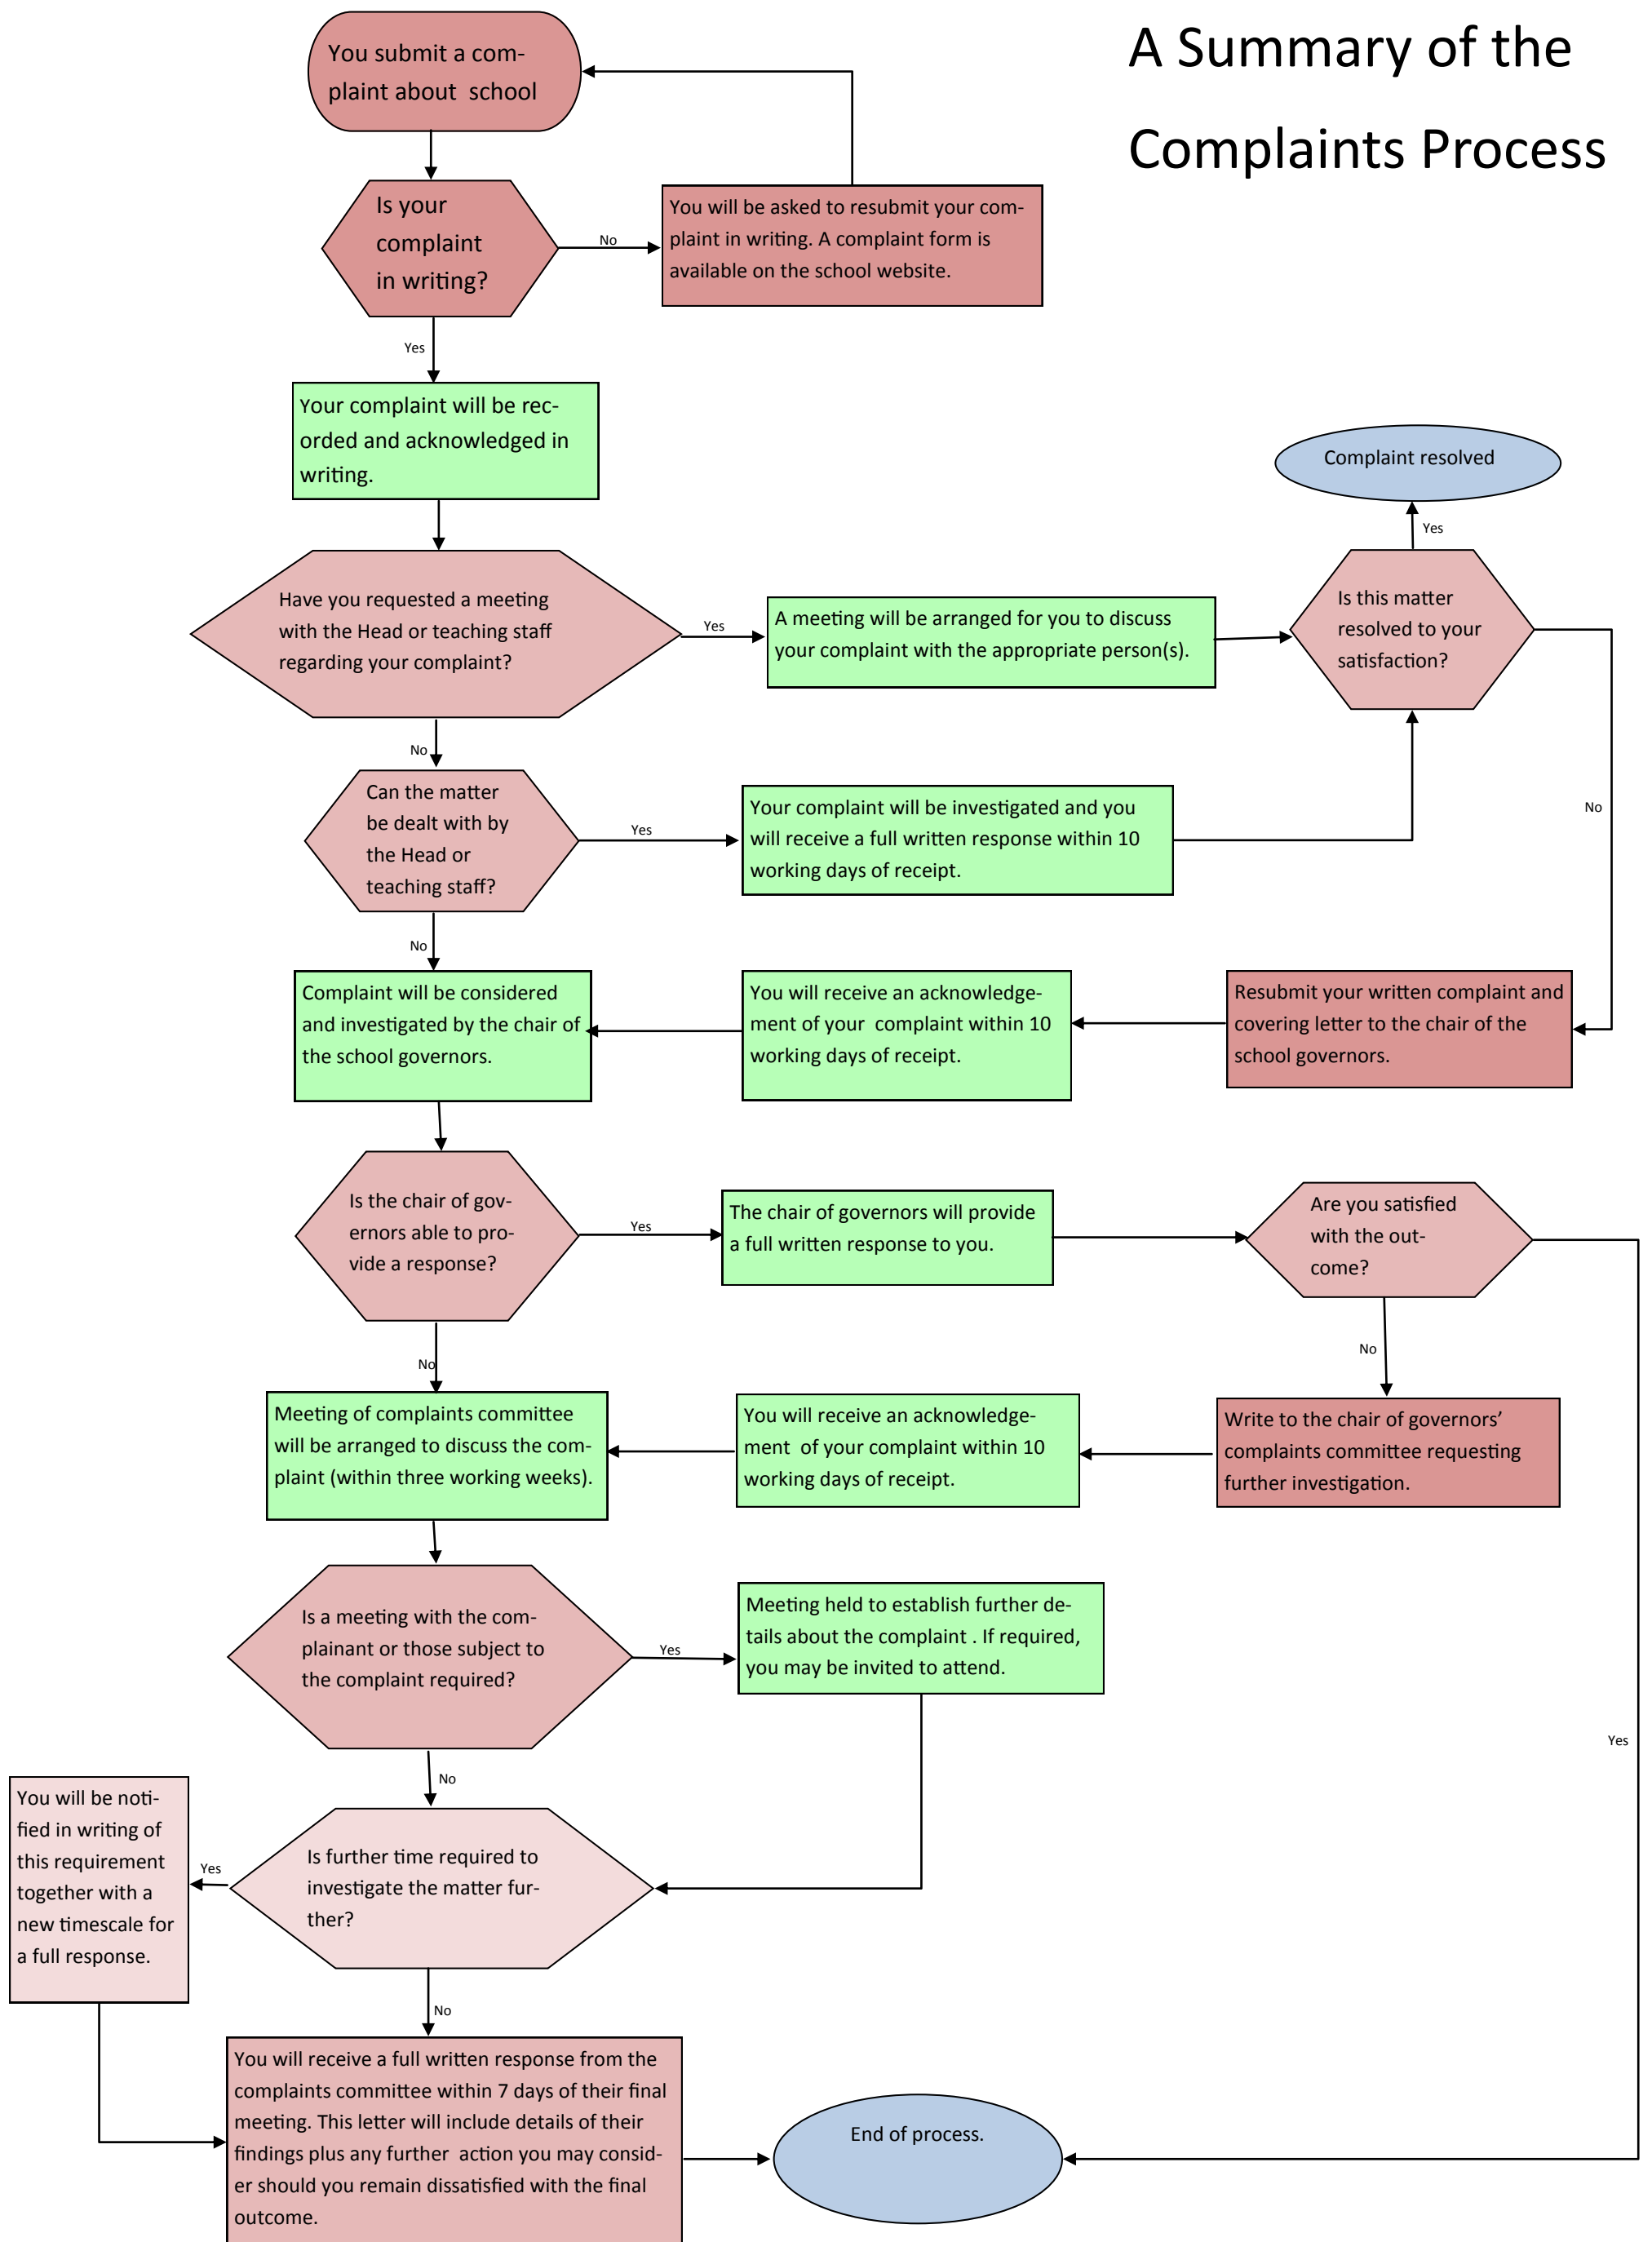 A Summary of the
Complaints Process
You submit a com-
plaint about  school
Is your
complaint
in writing?
No
You will be asked to resubmit your com-
plaint in writing. A complaint form is
available on the school website.
Yes
Your complaint will be rec-
orded and acknowledged in
writing.
Complaint resolved
Yes
Have you requested a meeting
with the Head or teaching staff
regarding your complaint?
Yes
A meeting will be arranged for you to discuss
your complaint with the appropriate person(s).
Is this matter
resolved to your
satisfaction?
No
No
Can the matter
be dealt with by
the Head or
teaching staff?
Yes
Your complaint will be investigated and you
will receive a full written response within 10
working days of receipt.
No
Complaint will be considered
and investigated by the chair of
the school governors.
You will receive an acknowledge-
ment of your  complaint within 10
working days of receipt.
Resubmit your written complaint and
covering letter to the chair of the
school governors.
Is the chair of gov-
ernors able to pro-
vide a response?
Yes
The chair of governors will provide
a full written response to you.
Are you satisfied
with the out-
come?
No
No
Meeting of complaints committee
will be arranged to discuss the com-
plaint (within three working weeks).
You will receive an acknowledge-
ment  of your complaint within 10
working days of receipt.
Write to the chair of governors’
complaints committee requesting
further investigation.
Is a meeting with the com-
plainant or those subject to
the complaint required?
Yes
Meeting held to establish further de-
tails about the complaint . If required,
you may be invited to attend.
Yes
No
You will be noti-
fied in writing of
this requirement
together with a
new timescale for
a full response.
Yes
Is further time required to
investigate the matter fur-
ther?
No
You will receive a full written response from the
complaints committee within 7 days of their final
meeting. This letter will include details of their
findings plus any further  action you may consid-
er should you remain dissatisfied with the final
outcome.
End of process.